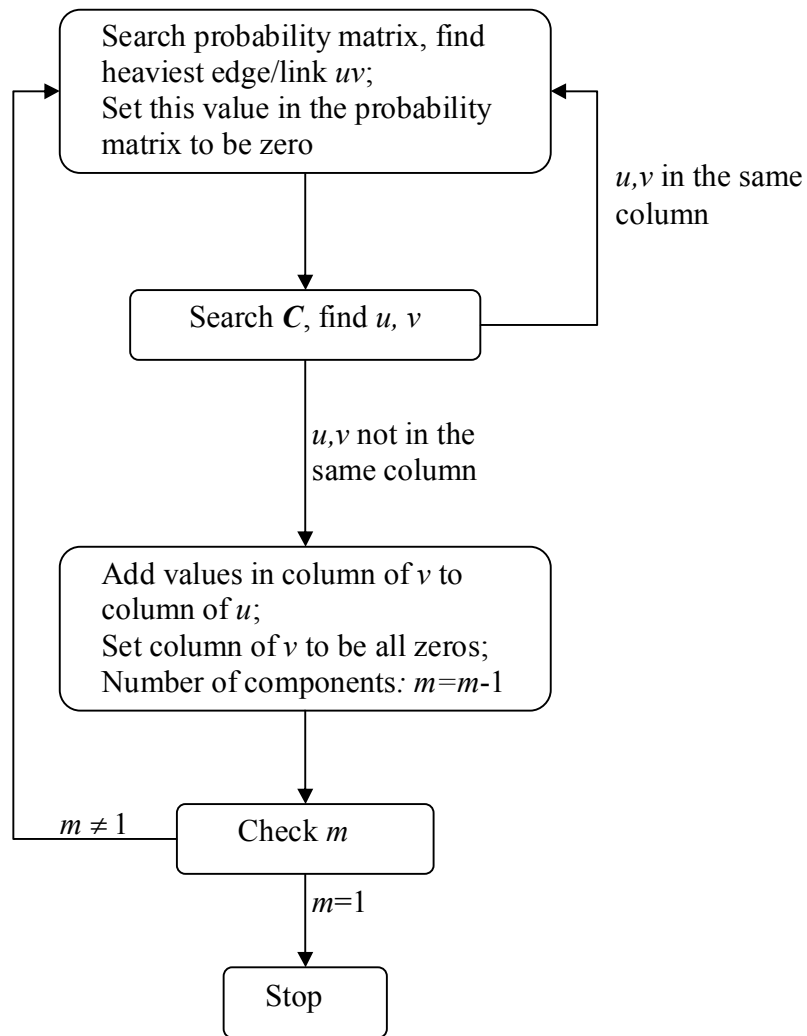 Search probability matrix, find
heaviest edge/link uv;
Set this value in the probability
matrix to be zero
u,v in the same
column
Search C, find u, v
u,v not in the
same column
Add values in column of v to
column of u;
Set column of v to be all zeros;
Number of components: m=m-1
m ≠ 1
Check m
m=1
Stop